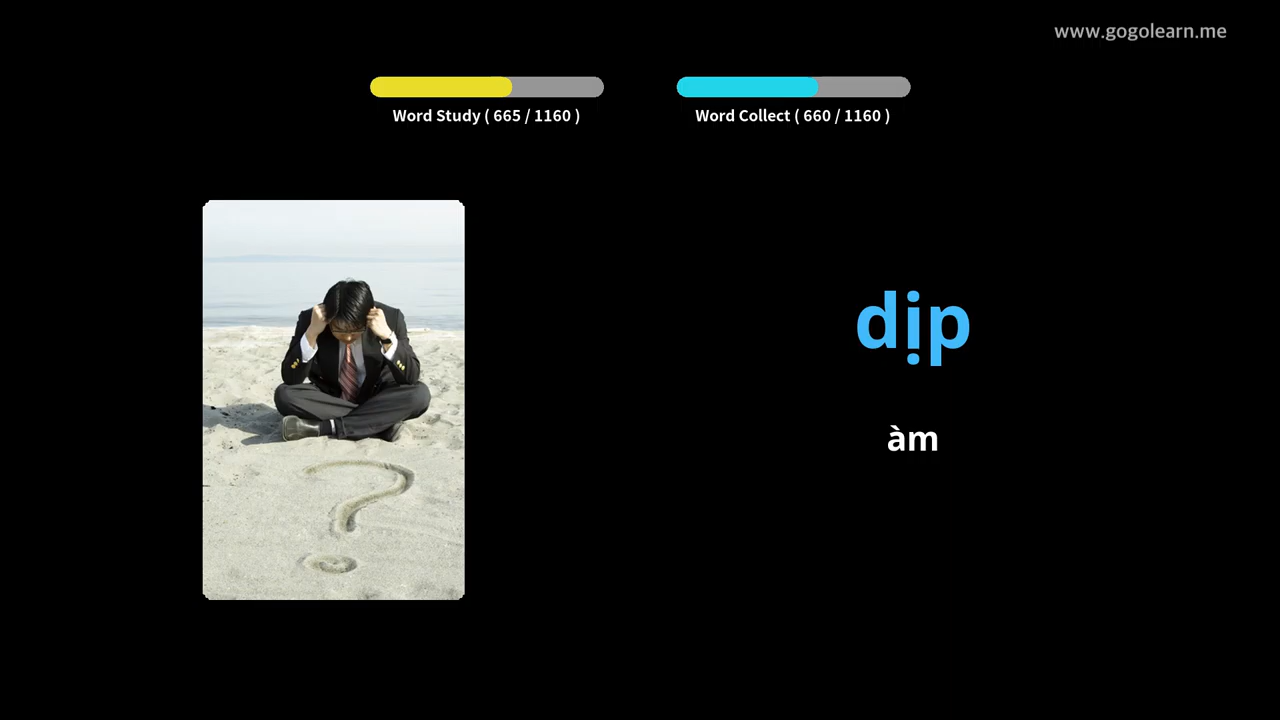 www.gogolearn.me
Word Study ( 665 / 1160 )
Word Collect ( 660 / 1160 )
dịp
àm
?